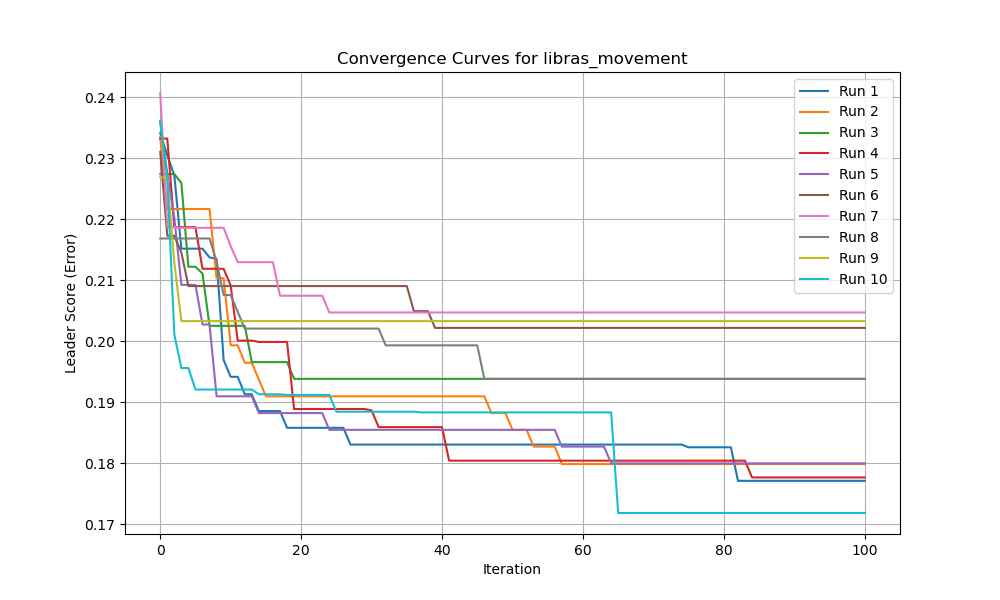 Convergence Curves for libras_movement
Leader Score (Error)
0.24
0.23
0.22
0.21
0.20
0.19
0.18
0.17
Run 1
Run 2
Run 3
Run 4
Run 5
Run 6
Run 7
Run 8
Run 9
Run 10
0 20 40 60 80 100
Iteration